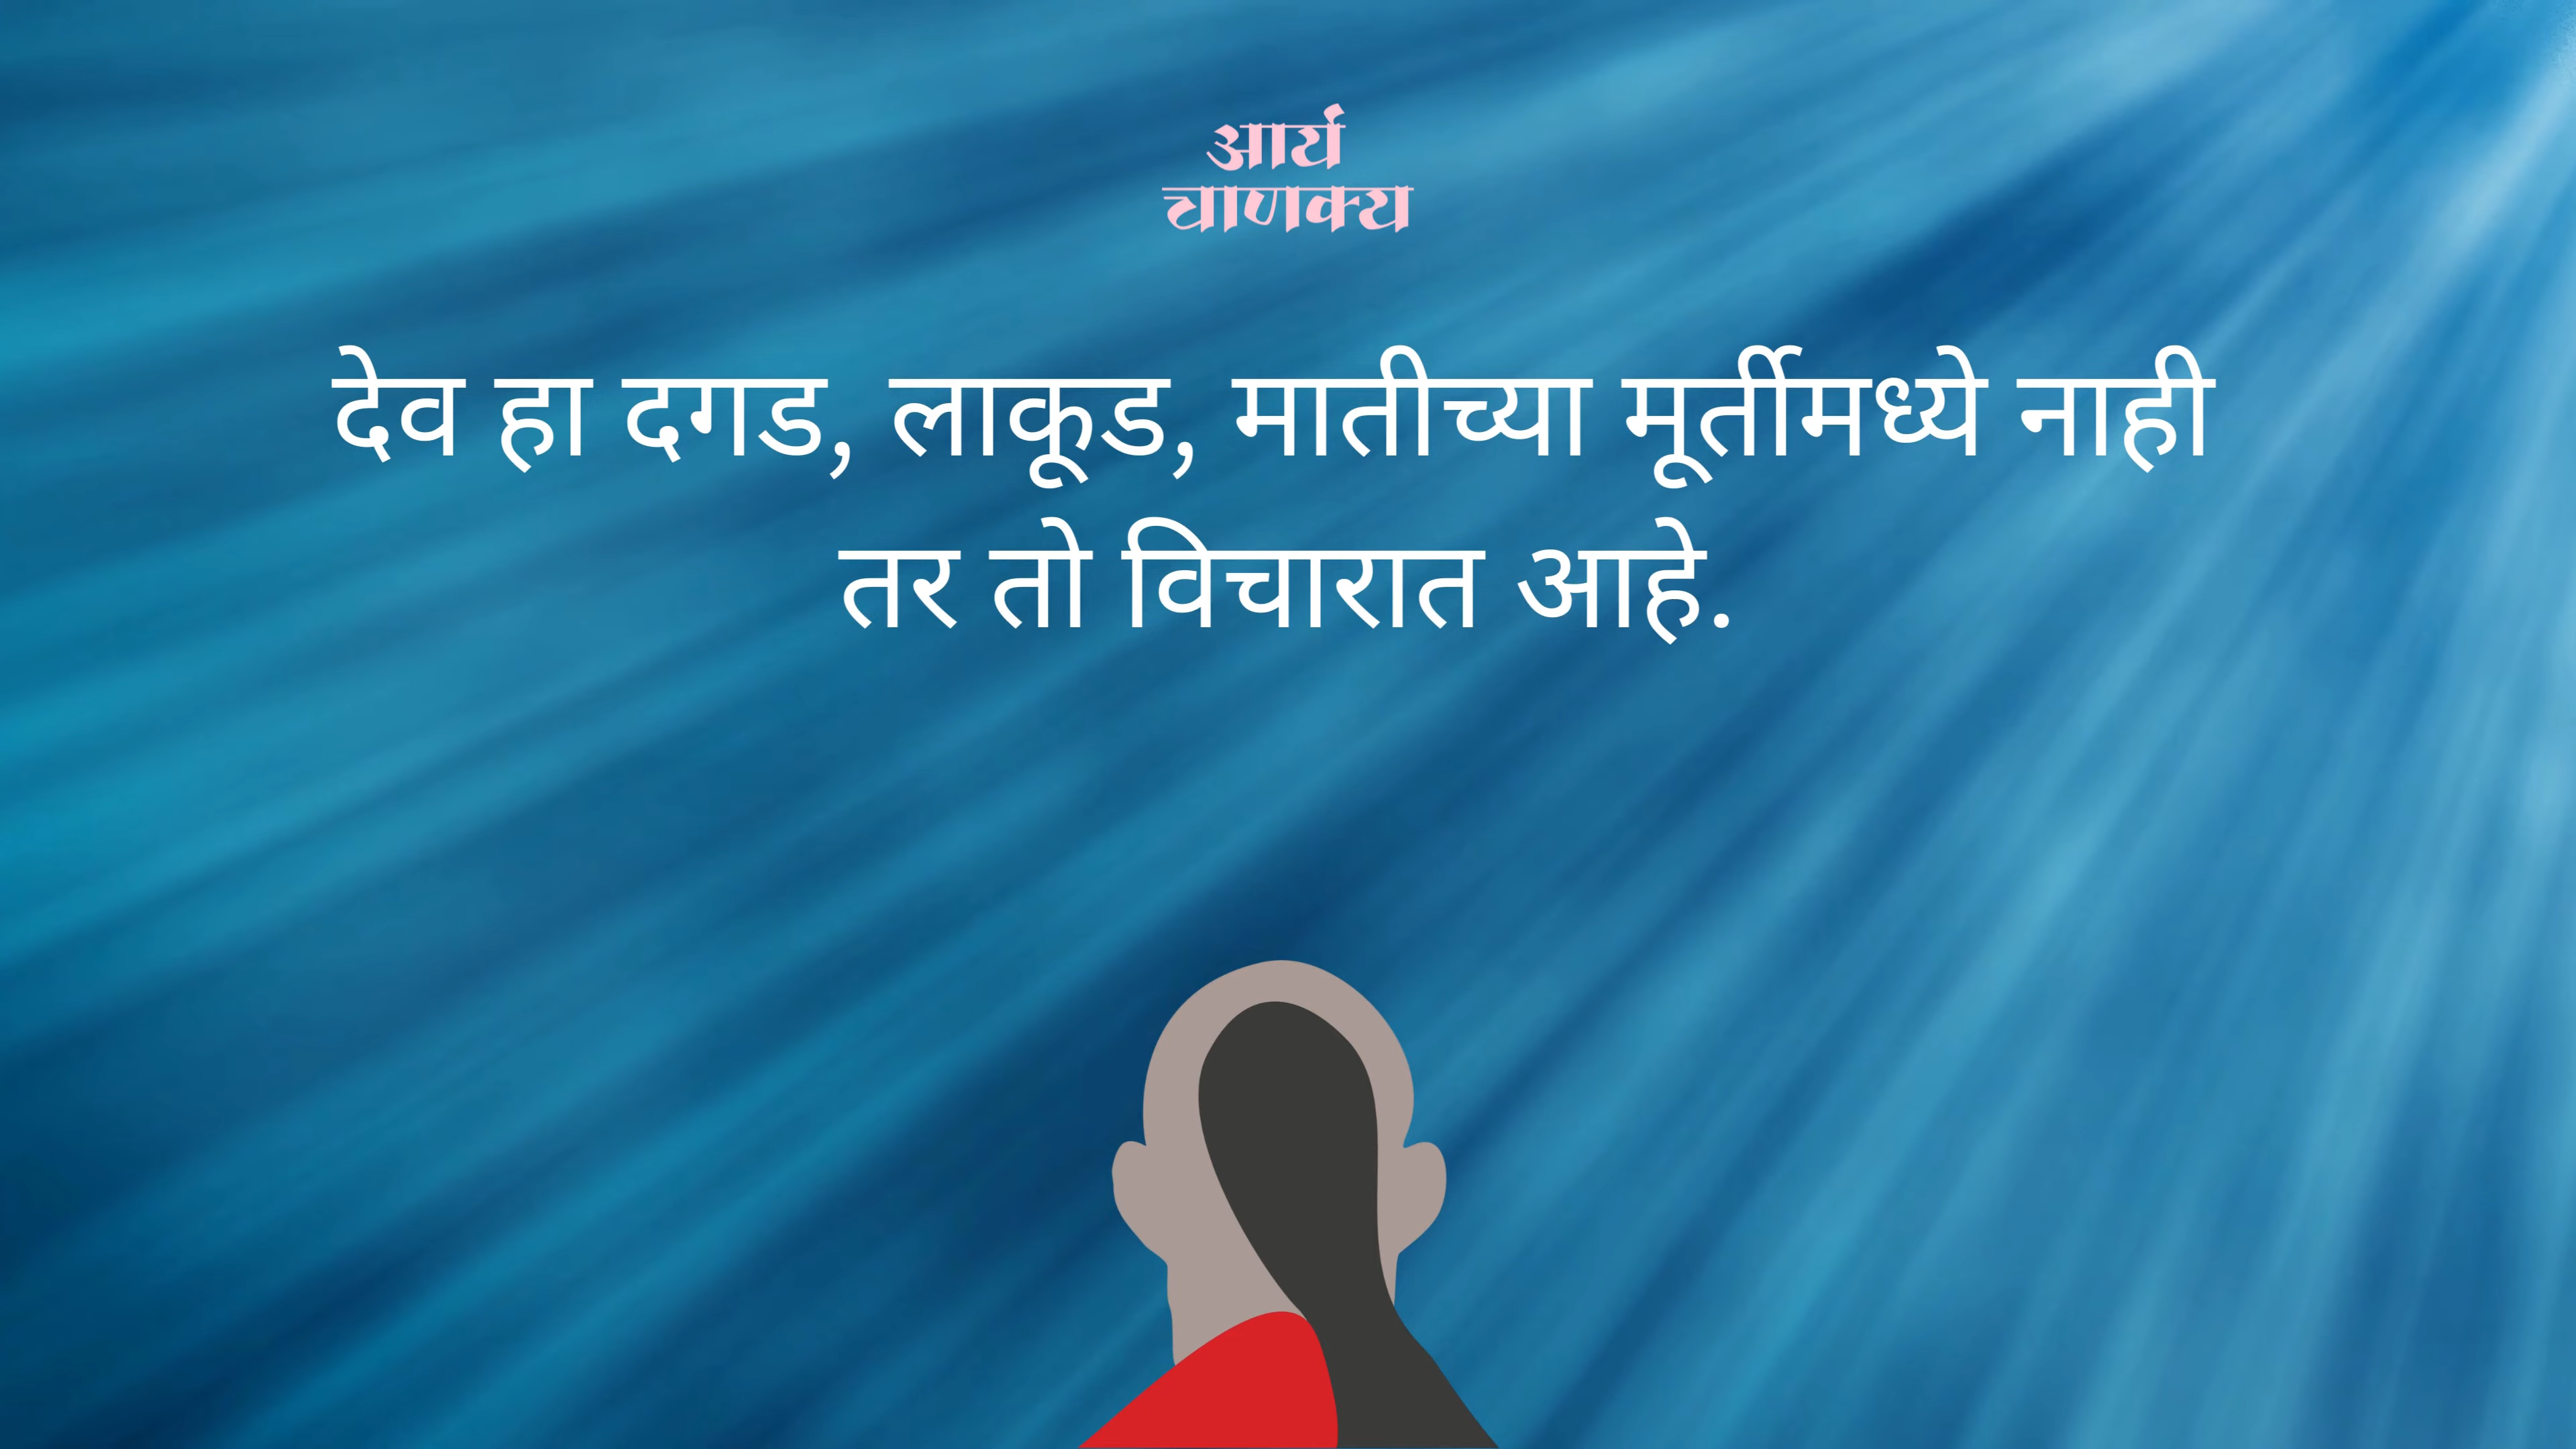 आर्य
चाणक्य
देव हा दगड, लाकूड, मातीच्या मूर्तीमध्ये नाही
तर तो विचारात आहे.